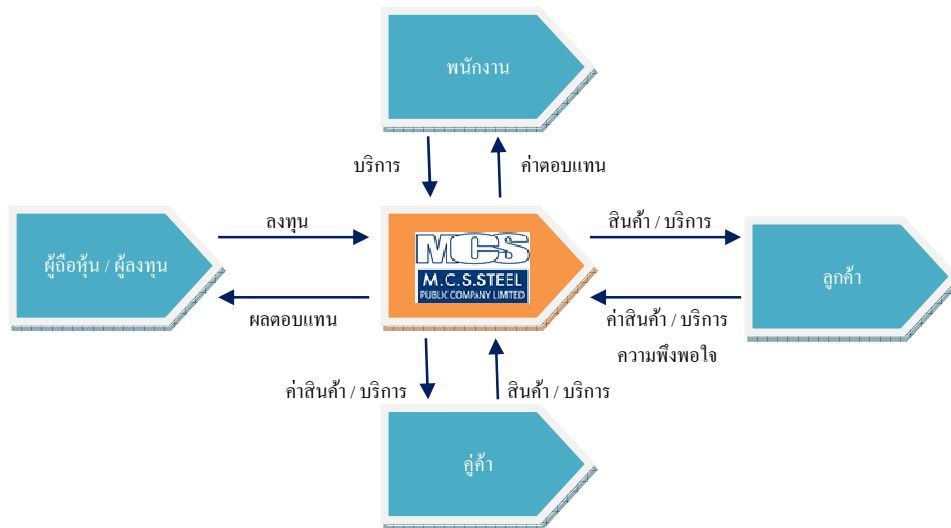 พนักงาน
บริการ
ค่าตอบแทน
ลงทุน
สินค้า / บริการ
ผู้ถือหุ้น / ผู้ลงทุน
MCS
M.C.S.STEEL
PUBLIC COMPANY LIMITED
ลูกค้า
ผลตอบแทน
ค่าสินค้า / บริการ
ความพึงพอใจ
ค่าสินค้า / บริการ
สินค้า / บริการ
คู่ค้า